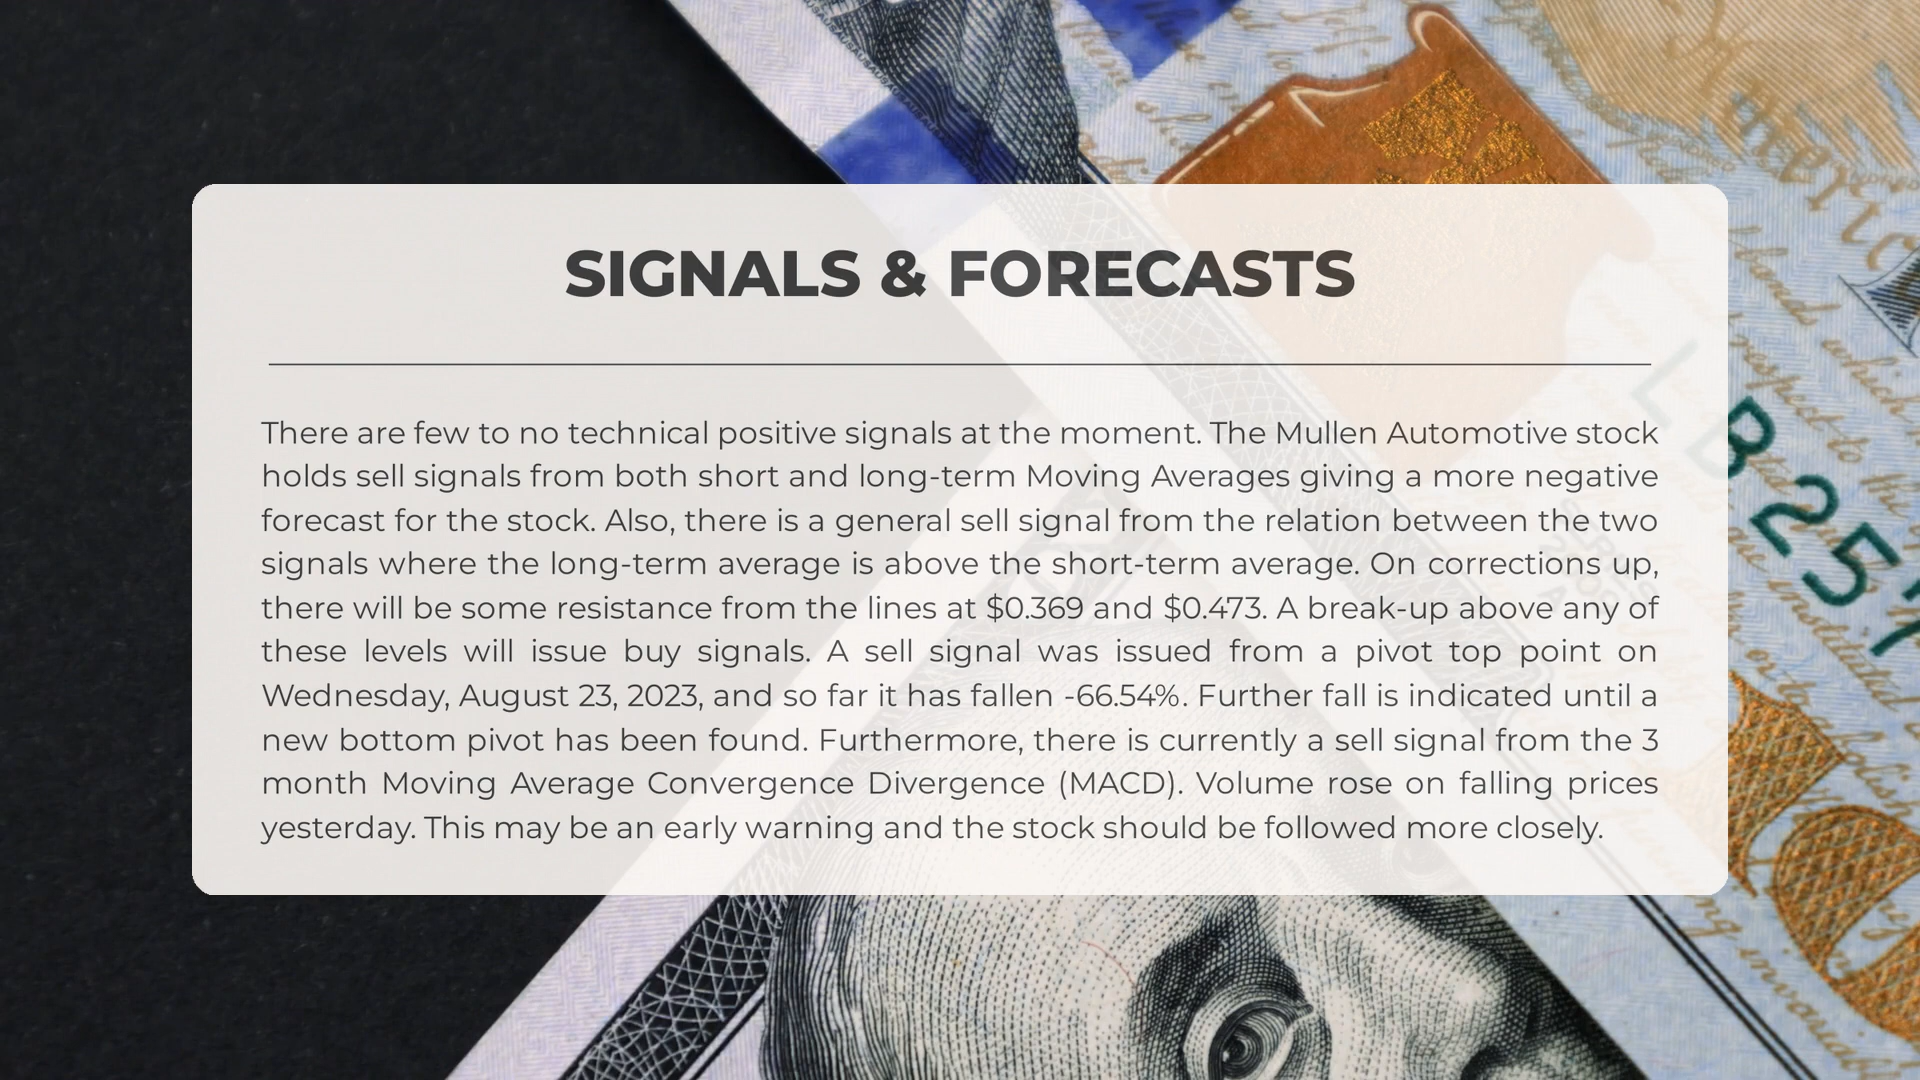 SIGNALS & FORECASTS
There are few to no technical positive signals at the moment. The Mullen Automotive stock
holds sell signals from both short and long-term Moving Averages giving a more negative
forecast for the stock. Also, there is a general sell signal from the relation between the two
signals where the long-term average is above the short-term average. On corrections up,
there will be some resistance from the lines at $0.369 and $0.473. A break-up above any of
these levels will issue buy signals. A sell signal was issued from a pivot top point on
Wednesday, August 23, 2023, and so far it has fallen -66.54%. Further fall is indicated until a
new bottom pivot has been found. Furthermore, there is currently a sell signal from the 3
month Moving Average Convergence Divergence (MACD). Volume rose on falling prices
yesterday. This may be an early warning and the stock should be followed more closely.
LB257